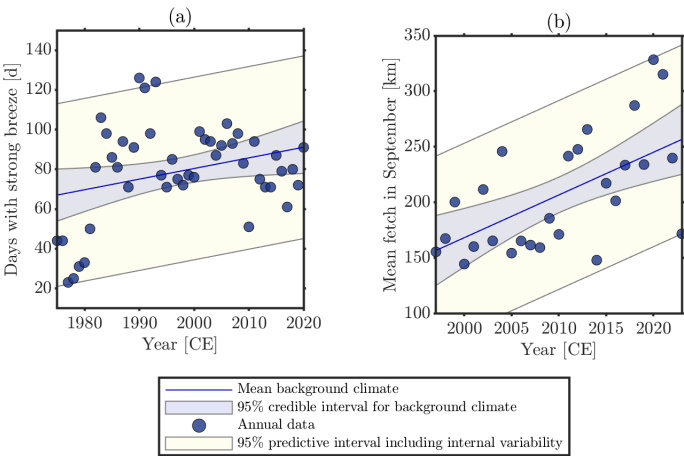 (a)
(b)
Days with strong breeze [d]
140
120
100
80
60
40
20
1980
1990
2000
2010
2020
Year [CE]
Mean fetch in September [km]
350
300
250
200
150
100
2000
2005
2010
2015
2020
Year [CE]
Mean background climate
95% credible interval for background climate
Annual data
95% predictive interval including internal variability